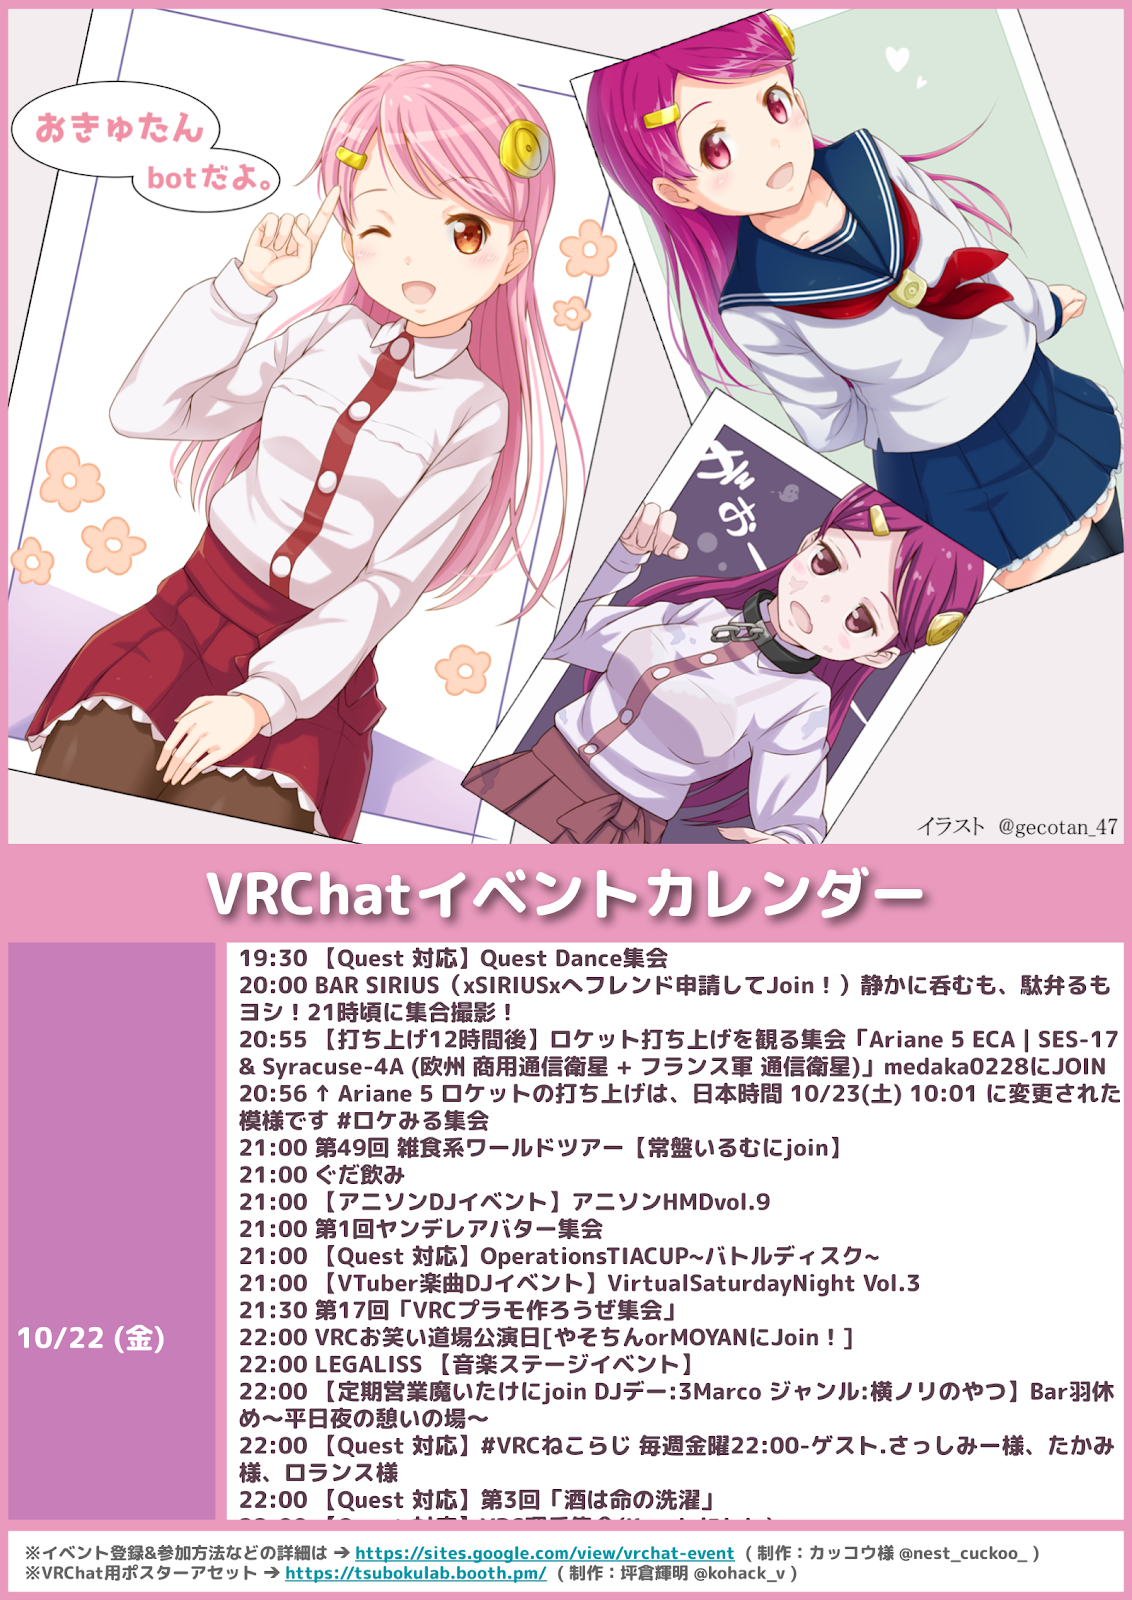 おきゅたん
botだよ。
がおー
イラスト @gecotan_47
VRChatイベントカレンダー
10/22 (金)
19:30 【Quest 対応】Quest Dance集会
20:00 BAR SIRIUS（xSIRIUSxへフレンド申請してJoin！）静かに呑むも、駄弁るも
ヨシ！21時頃に集合撮影！
20:55 【打ち上げ12時間後】ロケット打ち上げを観る集会「Ariane 5 ECA | SES-17
& Syracuse-4A (欧州 商用通信衛星 + フランス軍 通信衛星)」medaka0228にJOIN
20:56 ↑ Ariane 5 ロケットの打ち上げは、日本時間 10/23(土) 10:01 に変更された
模様です #ロケみる集会
21:00 第49回 雑食系ワールドツアー【常盤いるむにjoin】
21:00 ぐだ飲み
21:00 【アニソンDJイベント】アニソンHMDvol.9
21:00 第1回ヤンデレアバター集会
21:00 【Quest 対応】OperationsTIACUP~バトルディスク~
21:00 【VTuber楽曲DJイベント】VirtualSaturdayNight Vol.3
21:30 第17回「VRCプラモ作ろうぜ集会」
22:00 VRCお笑い道場公演日[やそちんorMOYANにJoin！]
22:00 LEGALISS 【音楽ステージイベント】
22:00 【定期営業魔いたけにjoin DJデー:3Marco ジャンル:横ノリのやつ】Bar羽休
め～平日夜の憩いの場～
22:00 【Quest 対応】#VRCねこらじ 毎週金曜22:00-ゲスト.さっしみー様、たかみ
様、ロランス様
22:00 【Quest 対応】第3回「酒は命の洗濯」
※イベント登録&参加方法などの詳細は ➔ https://sites.google.com/view/vrchat-event ( 制作：カッコウ様 @nest_cuckoo_ )
※VRChat用ポスターアセット ➔ https://tsubokulab.booth.pm/ ( 制作：坪倉輝明 @kohack_v )